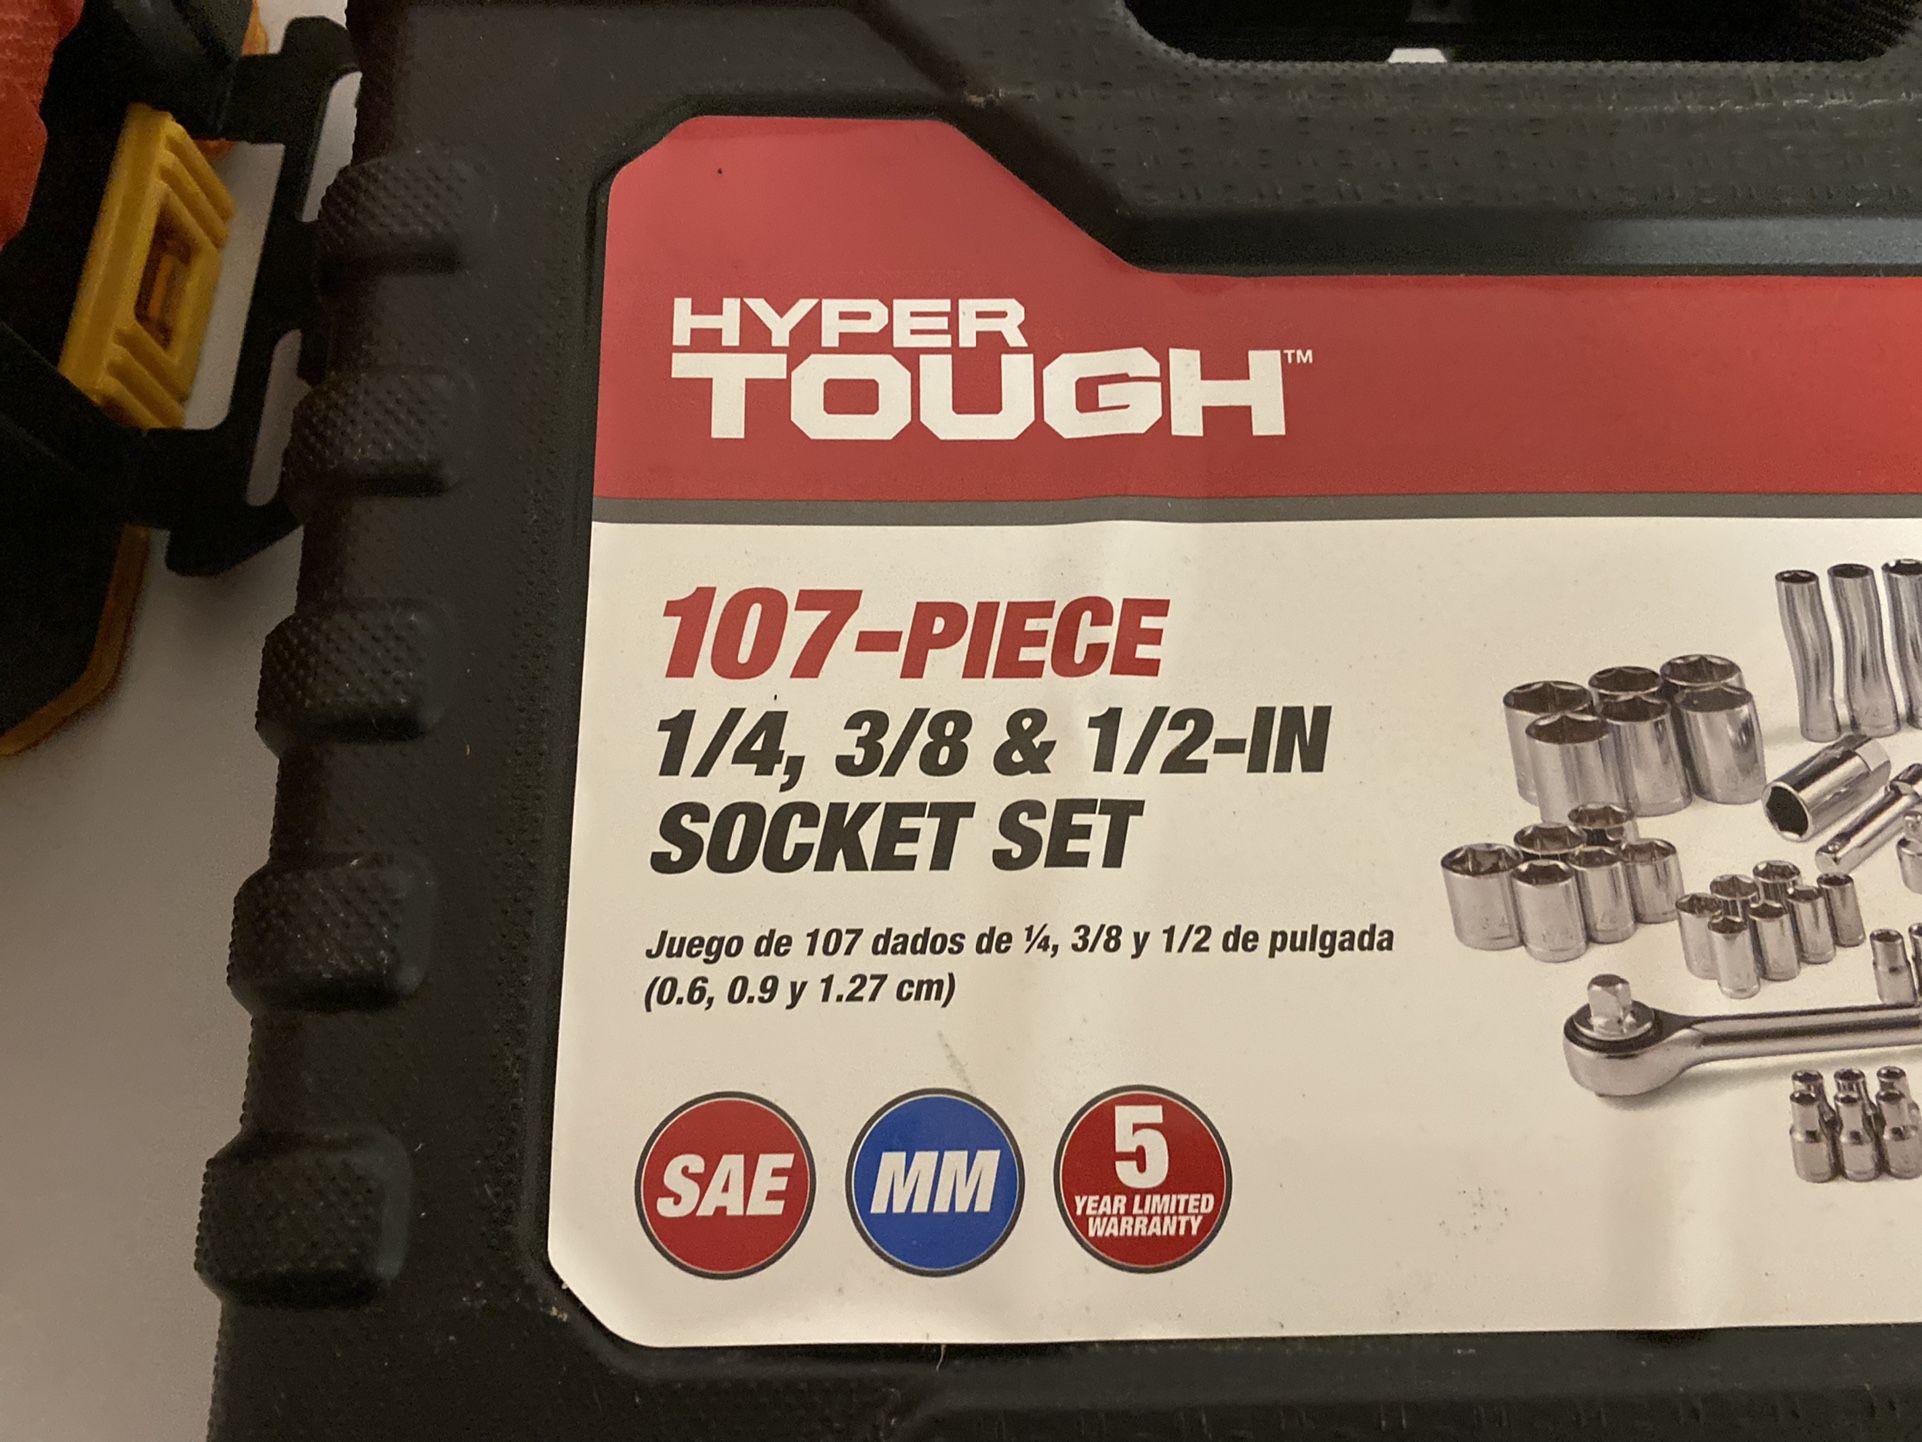 HYPER
TOUGH™
107-PIECE
1/4, 3/8 & 1/2-IN
SOCKET SET
Juego de 107 dados de ¼, 3/8 y 1/2 de pulgada
(0.6, 0.9 y 1.27 cm)
SAE
MM
5
YEAR LIMITED
WARRANTY